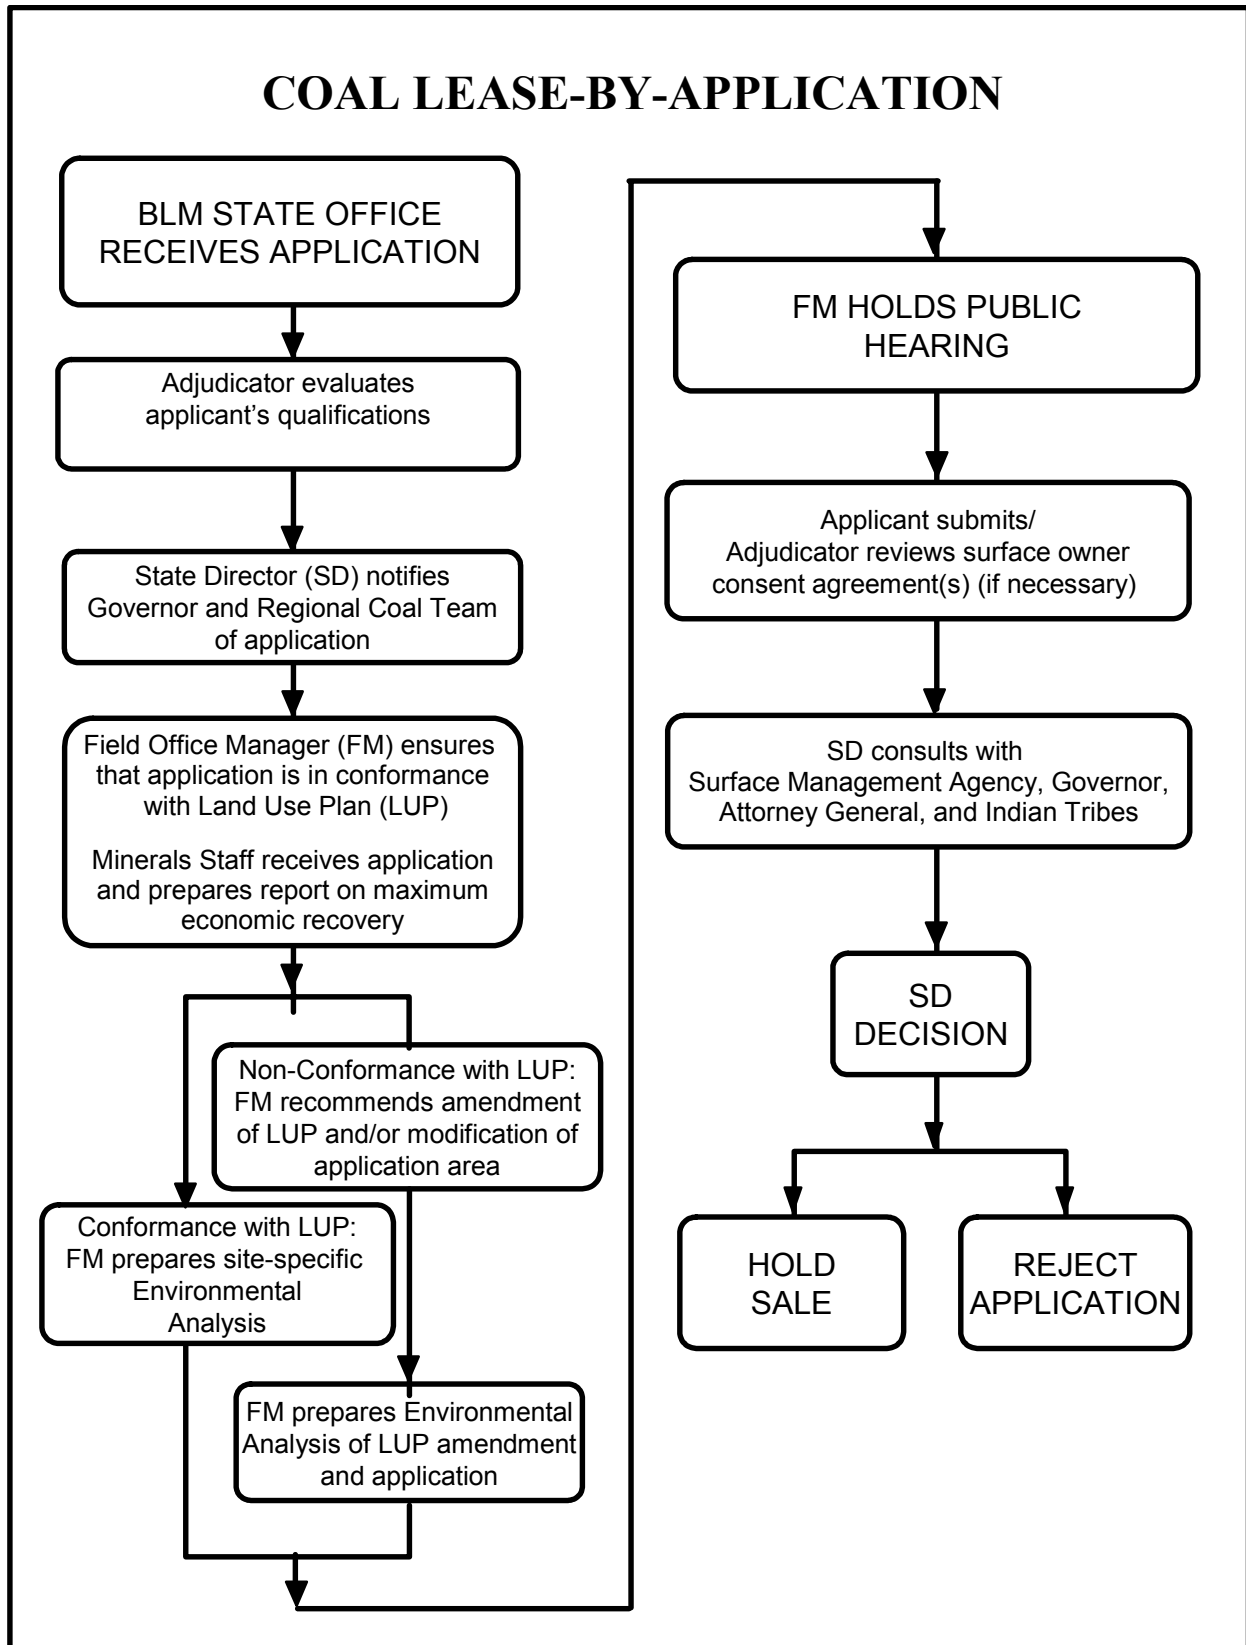 COAL LEASE-BY-APPLICATION
BLM STATE OFFICE
RECEIVES APPLICATION
Adjudicator evaluates
applicant’s qualifications
State Director (SD) notifies
Governor and Regional Coal Team
of application
Field Office Manager (FM) ensures
that application is in conformance
with Land Use Plan (LUP)
Minerals Staff receives application
and prepares report on maximum
economic recovery
Non-Conformance with LUP:
FM recommends amendment
of LUP and/or modification of
application area
Conformance with LUP:
FM prepares site-specific
Environmental
Analysis
FM prepares Environmental
Analysis of LUP amendment
and application
FM HOLDS PUBLIC
HEARING
Applicant submits/
Adjudicator reviews surface owner
consent agreement(s) (if necessary)
SD consults with
Surface Management Agency, Governor,
Attorney General, and Indian Tribes
SD
DECISION
HOLD
SALE
REJECT
APPLICATION